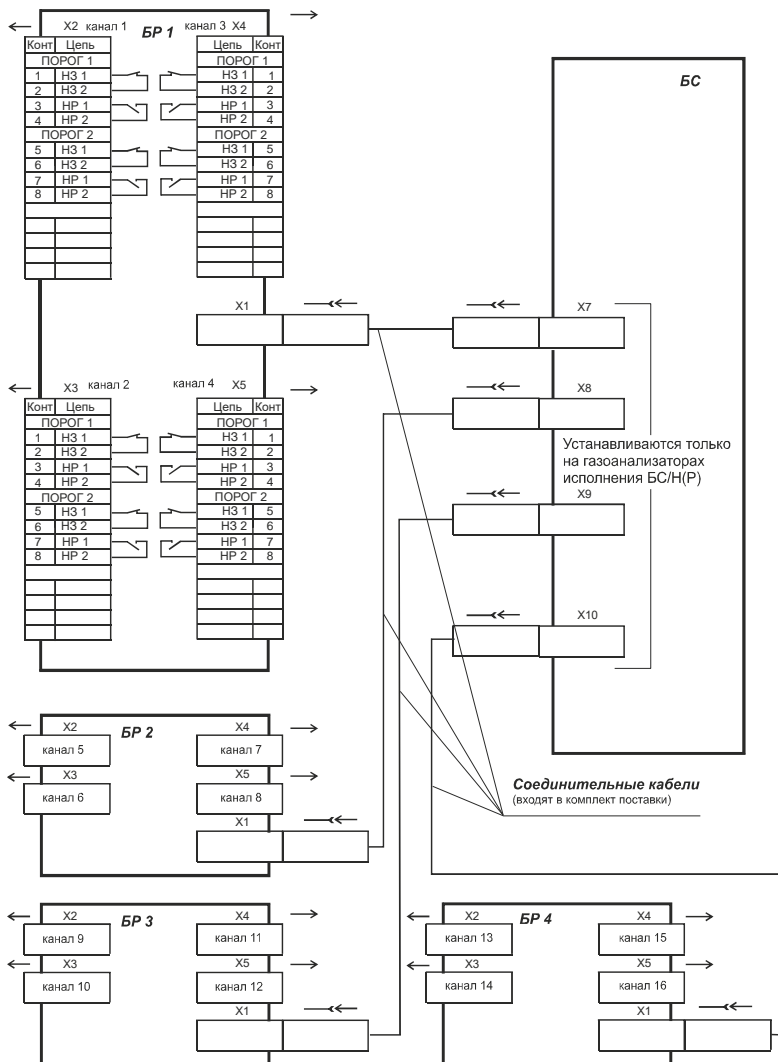 X2 канал 1 БР 1 канал 3 X4
Конт Цепь
ПОРОГ 1
1 НЗ 1
2 НЗ 2
3 НР 1
4 НР 2
ПОРОГ 2
5 НЗ 1
6 НЗ 2
7 НР 1
8 НР 2
Цепь Конт
ПОРОГ 1
НЗ 1 1
НЗ 2 2
НР 1 3
НР 2 4
ПОРОГ 2
НЗ 1 5
НЗ 2 6
НР 1 7
НР 2 8
X1
X3 канал 2 канал 4 X5
Конт Цепь
ПОРОГ 1
1 НЗ 1
2 НЗ 2
3 НР 1
4 НР 2
ПОРОГ 2
5 НЗ 1
6 НЗ 2
7 НР 1
8 НР 2
Цепь Конт
ПОРОГ 1
НЗ 1 1
НЗ 2 2
НР 1 3
НР 2 4
ПОРОГ 2
НЗ 1 5
НЗ 2 6
НР 1 7
НР 2 8
БС
X7
X8
Устанавливаются только
на газоанализаторах
исполнения БС/Н(Р)
X9
X10
Соединительные кабели
(входят в комплект поставки)
БР 2
X2
канал 5
X3
канал 6
X4
канал 7
X5
канал 8
X1
БР 3
X2
канал 9
X3
канал 10
X4
канал 11
X5
канал 12
X1
БР 4
X2
канал 13
X3
канал 14
X4
канал 15
X5
канал 16
X1